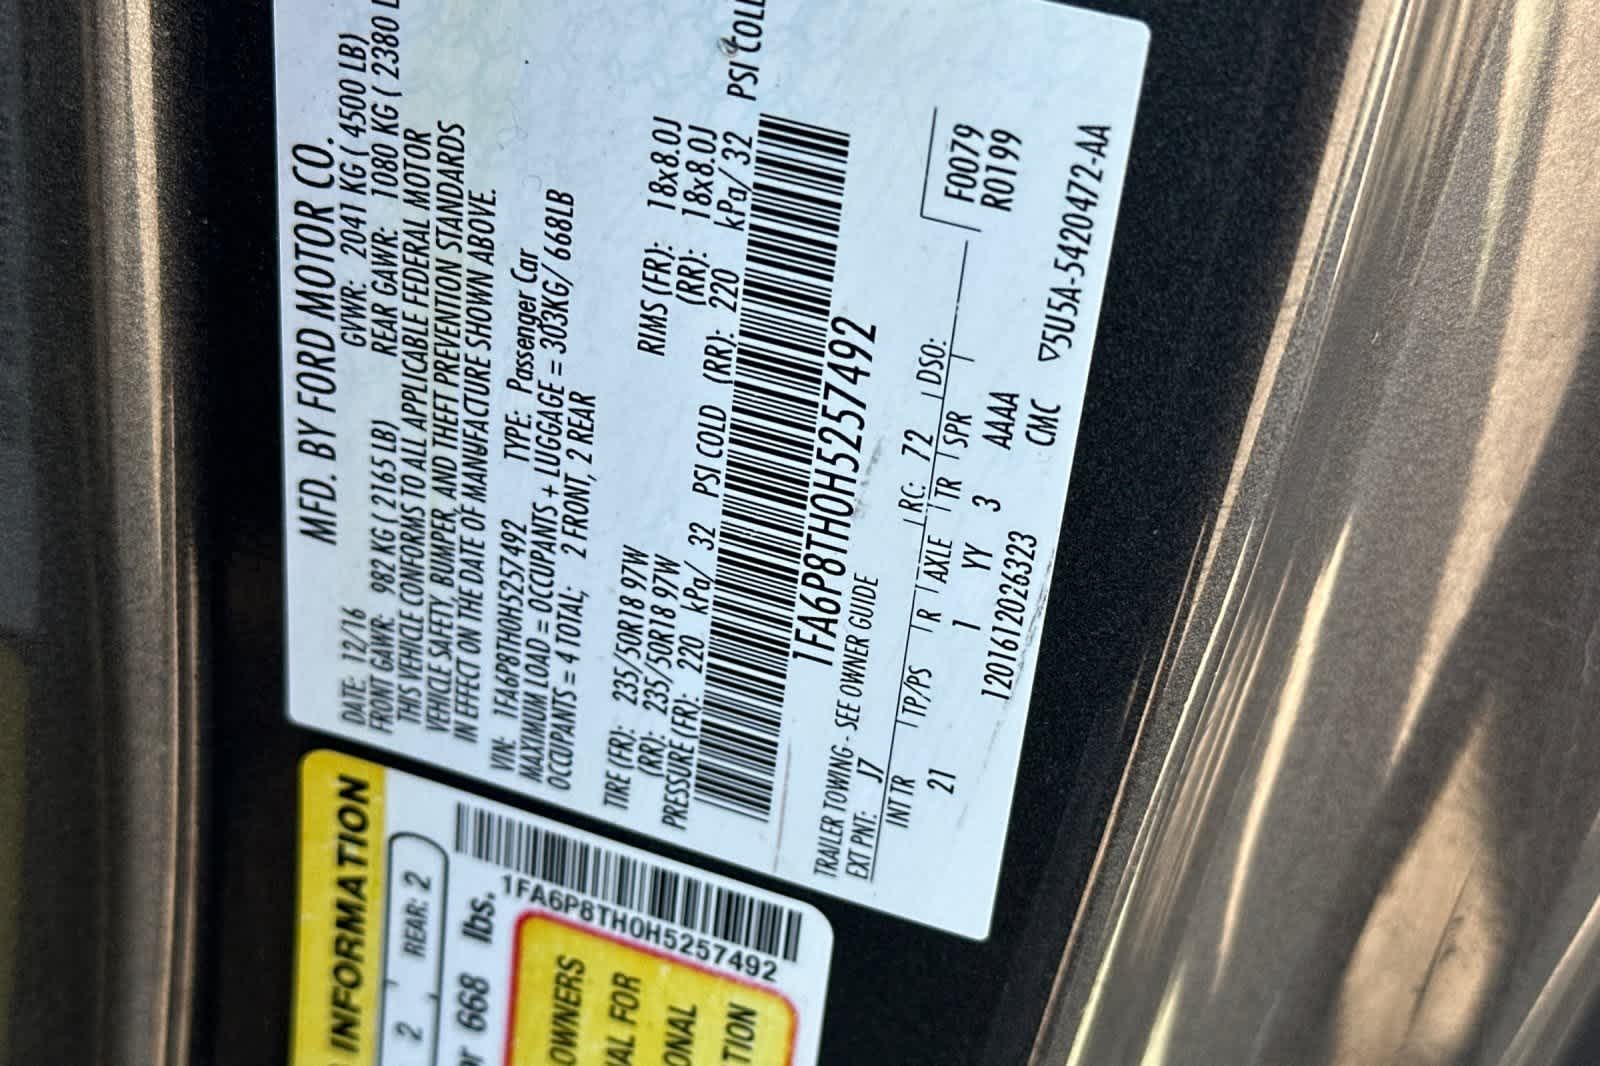 MFD. BY FORD MOTOR CO.
DATE: 12/16 GVWR: 2041 KG ( 4500 LB)
FRONT GAWR: 982 KG ( 2165 LB) REAR GAWR: 1080 KG ( 2380 L
THIS VEHICLE CONFORMS TO ALL APPLICABLE FEDERAL MOTOR
VEHICLE SAFETY, BUMPER, AND THEFT PREVENTION STANDARDS
IN EFFECT ON THE DATE OF MANUFACTURE SHOWN ABOVE.
VIN: 1FA6P8TH0H5257492 TYPE: Passenger Car
MAXIMUM LOAD = OCCUPANTS + LUGGAGE = 303KG/ 668LB
OCCUPANTS = 4 TOTAL; 2 FRONT, 2 REAR
TIRE (FR): 235/50R18 97W RIMS (FR): 18x8.0J
(RR): 235/50R18 97W (RR): 18x8.0J
PRESSURE (FR): 220 kPa/ 32 PSI COLD (RR): 220 kPa/ 32 PSI COLD
1FA6P8TH0H5257492
TRAILER TOWING - SEE OWNER GUIDE
EXT PNT: J7 RC: 72 DSO: F0079
INT TR TP/PS R AXLE TR SPR R0199
21 1 YY 3 AAAA
1201612026323 CMC ▽5U5A-5420472-AA
INFORMATION
2 REAR: 2
or 668 lbs.
1FA6P8TH0H5257492
OWNERS
AL FOR
ONAL
TION